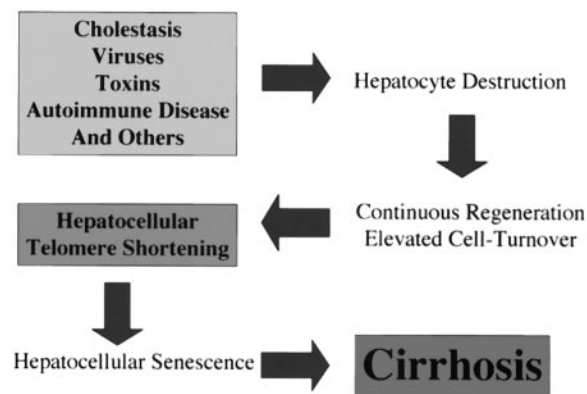 Cholestasis
Viruses
Toxins
Autoimmune Disease
And Others
Hepatocyte Destruction
Continuous Regeneration
Elevated Cell-Turnover
Hepatocellular
Telomere Shortening
Hepatocellular Senescence
Cirrhosis